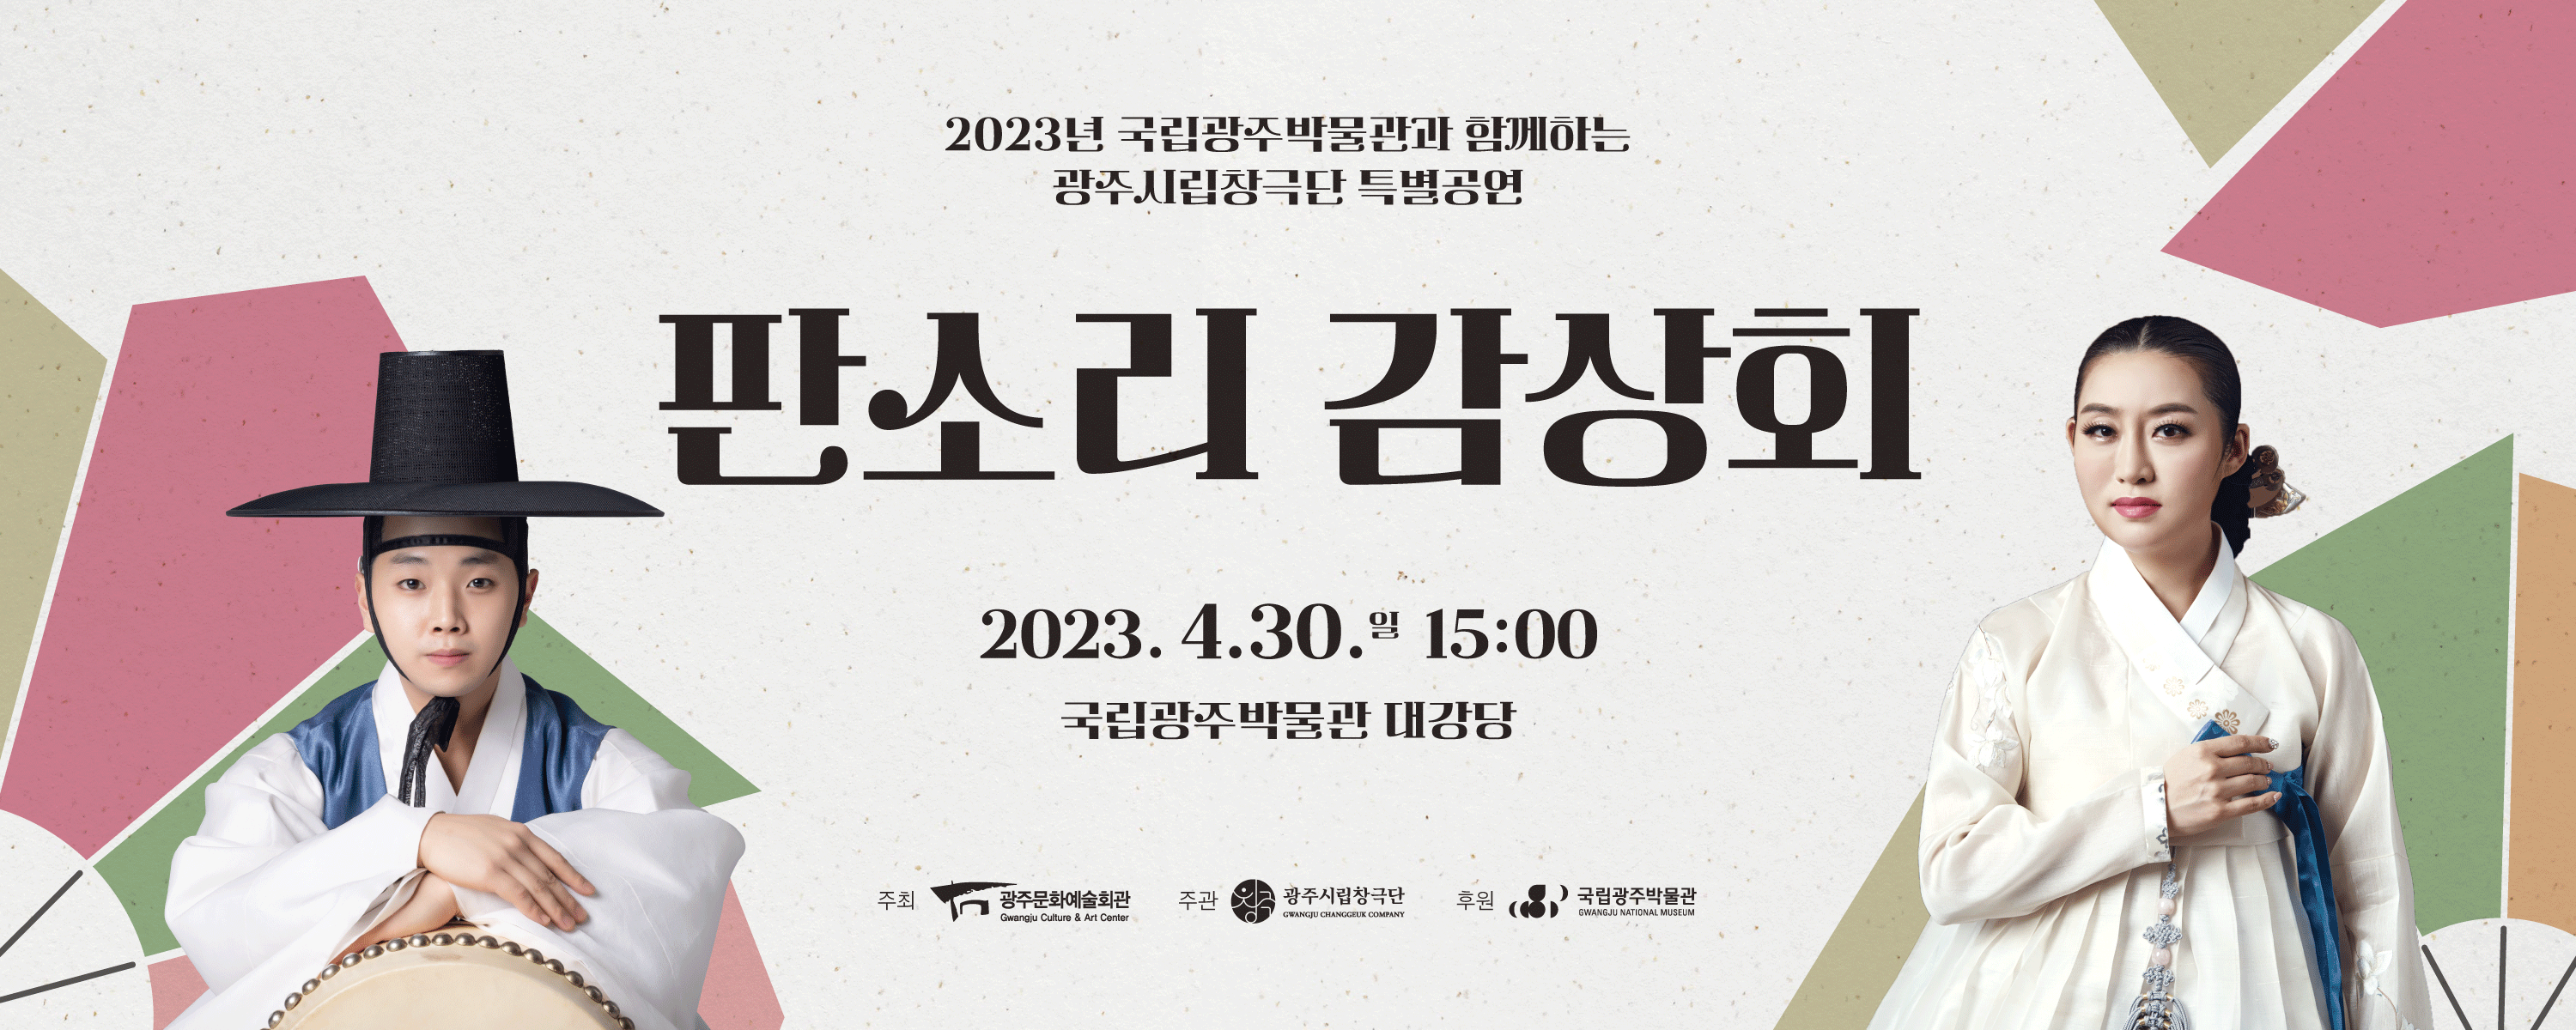 2023년 국립광주박물관과 함께하는
광주시립창극단 특별공연
판소리 감상회
2023. 4.30.일 15:00
국립광주박물관 대강당
주최 광주문화예술회관 주관 광주시립창극단 후원 국립광주박물관
Gwangju Culture & Art Center GWANGJU CHANGGEUK COMPANY GWANGJU NATIONAL MUSEUM